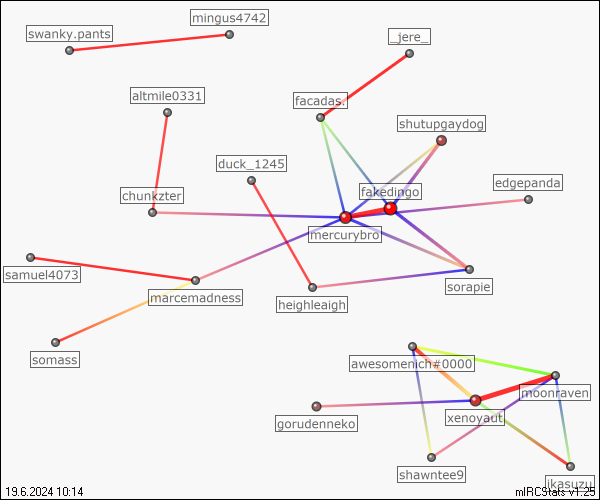 mingus4742
swanky.pants
_jere_
altmile0331
facadas.
shutupgaydog
duck_1245
edgepanda
fakedingo
chunkzter
mercurybro
samuel4073
marcemadness
sorapie
heighleaigh
somass
awesomenich#0000
moonraven
xenoyaut
gorudenneko
shawntee9
ikasuzu
19.6.2024 10:14
mIRCStats v1.25